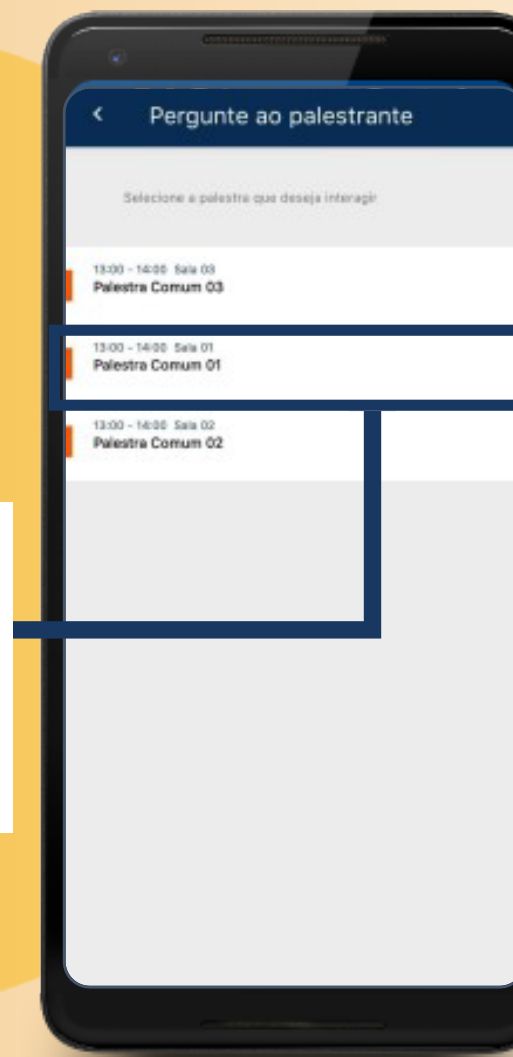 Pergunte ao palestrante
Selecione a palestra que deseja interagir
13:00 - 14:00 Sala 03
Palestra Comum 03
13:00 - 14:00 Sala 01
Palestra Comum 01
13:00 - 14:00 Sala 02
Palestra Comum 02